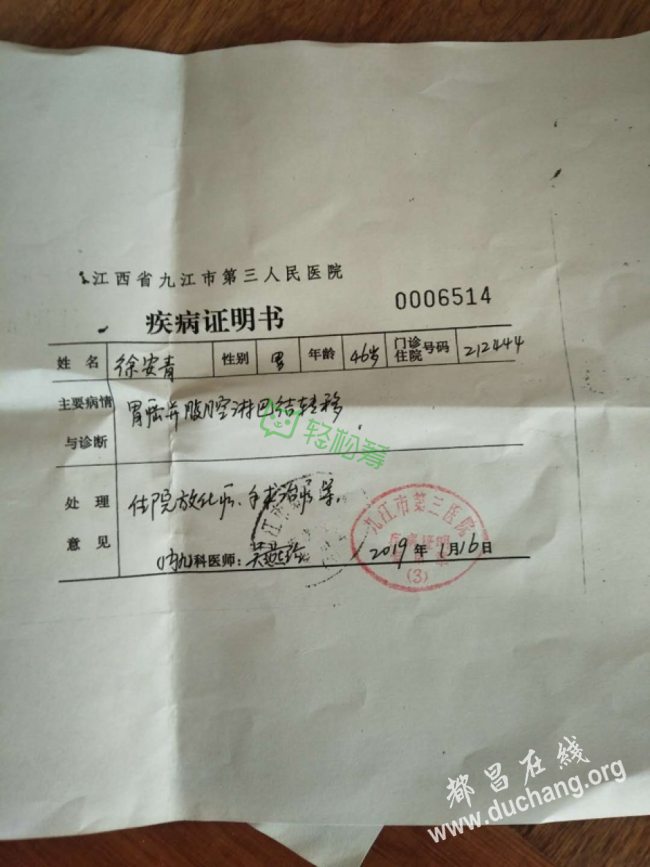 江西省九江市第三人民医院
0006514
疾病证明书
姓名 徐安青 性别 男 年龄 46岁 门诊住院号码 212444
主要病情与诊断 胃癌并腹腔淋巴结转移
轻松筹
处理意见 住院放化疗、手术治疗等。
内九科医师:
2019年1月16日
九江市第三医院
疾病证明
(3)
都昌在线
www.duchang.org